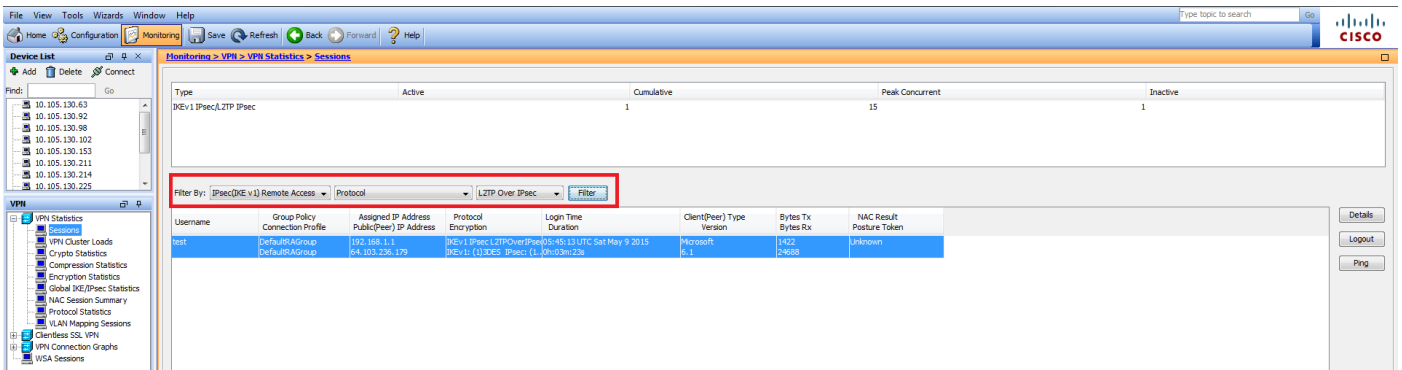 File View Tools Wizards Window Help
Type topic to search Go
Home Configuration Monitoring Save Refresh Back Forward Help
CISCO
Device List
Monitoring > VPN > VPN Statistics > Sessions
Add Delete Connect
Find: Go
10.105.130.63
10.105.130.92
10.105.130.98
10.105.130.102
10.105.130.153
10.105.130.211
10.105.130.214
10.105.130.225
Type Active Cumulative Peak Concurrent Inactive
IKEv1 IPsec/L2TP IPsec 1 15 1
Filter By: IPsec(IKE v1) Remote Access Protocol L2TP Over IPsec Filter
VPN
VPN Statistics
Sessions
VPN Cluster Loads
Crypto Statistics
Compression Statistics
Encryption Statistics
Global IKE/IPsec Statistics
NAC Session Summary
Protocol Statistics
VLAN Mapping Sessions
Clientless SSL VPN
VPN Connection Graphs
WSA Sessions
Username Group Policy Assigned IP Address Protocol Login Time Client(Peer) Type Bytes Tx NAC Result
Connection Profile Public(Peer) IP Address Encryption Duration Version Bytes Rx Posture Token
test DefaultRAGroup 192.168.1.1 IKEv1 IPsec L2TPOverIPsec 05:45:13 UTC Sat May 9 2015 Microsoft 1422 Unknown
DefaultRAGroup 64.103.236.179 IKEv1: (1)3DES IPsec: (1... 0h:03m:23s 6.1 24688
Details
Logout
Ping